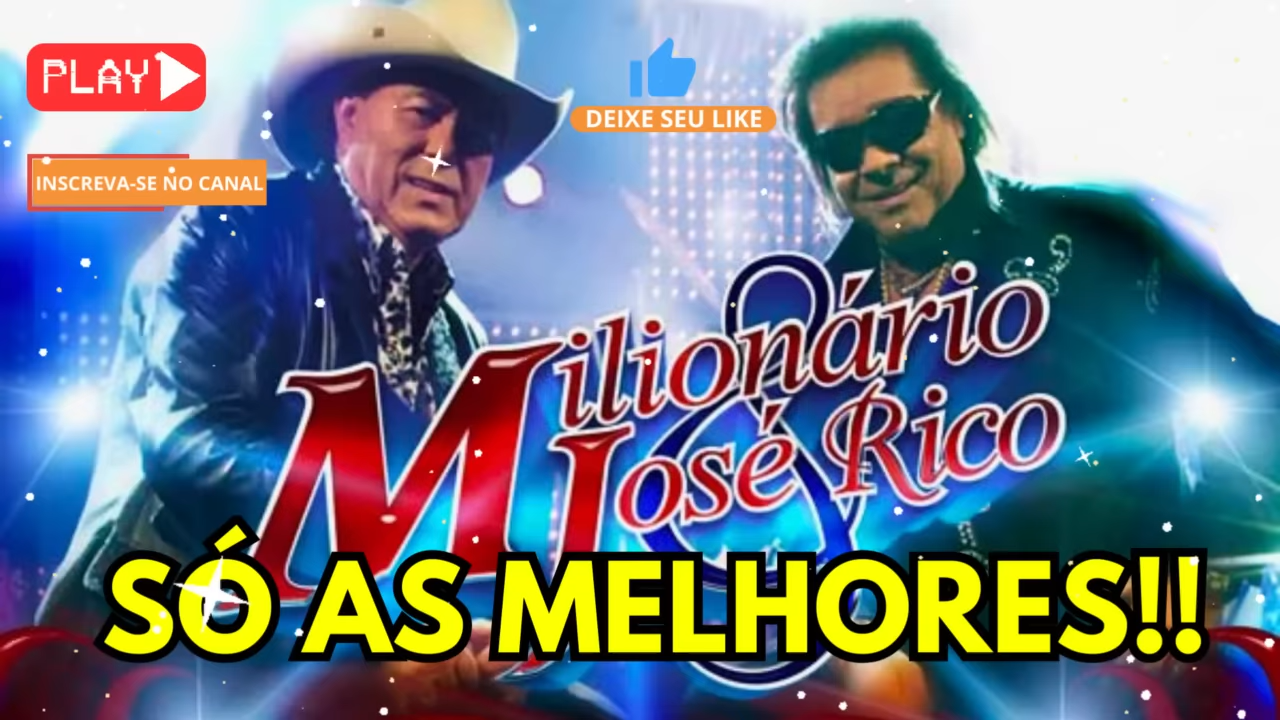 PLAY
DEIXE SEU LIKE
INSCREVA-SE NO CANAL
Milionário
José Rico
SÓ AS MELHORES!!